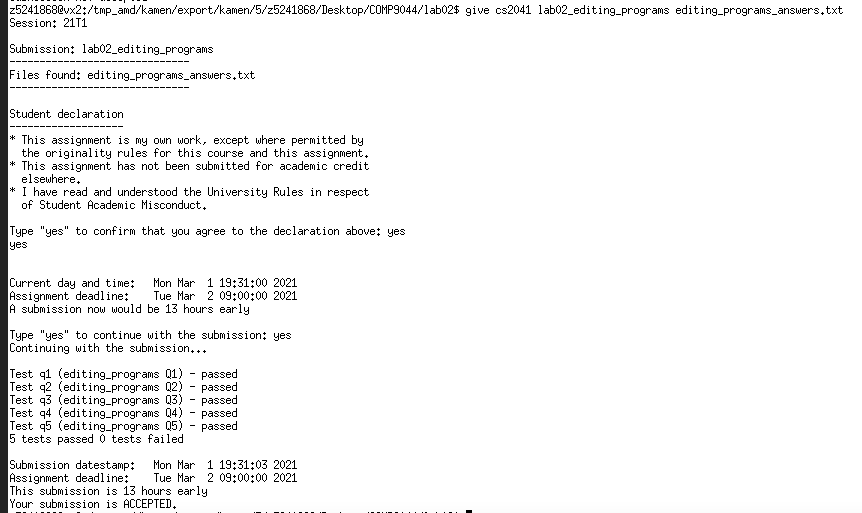 z5241868@vx2:/tmp_amd/kamen/export/kamen/5/z5241868/Desktop/COMP9044/lab02$ give cs2041 lab02_editing_programs editing_programs_answers.txt
Session: 21T1
Submission: lab02_editing_programs
------------------------------
Files found: editing_programs_answers.txt
------------------------------
Student declaration
-------------------
* This assignment is my own work, except where permitted by
the originality rules for this course and this assignment.
* This assignment has not been submitted for academic credit
elsewhere.
* I have read and understood the University Rules in respect
of Student Academic Misconduct.
Type "yes" to confirm that you agree to the declaration above: yes
yes
Current day and time: Mon Mar 1 19:31:00 2021
Assignment deadline: Tue Mar 2 09:00:00 2021
A submission now would be 13 hours early
Type "yes" to continue with the submission: yes
Continuing with the submission...
Test q1 (editing_programs Q1) - passed
Test q2 (editing_programs Q2) - passed
Test q3 (editing_programs Q3) - passed
Test q4 (editing_programs Q4) - passed
Test q5 (editing_programs Q5) - passed
5 tests passed 0 tests failed
Submission datestamp: Mon Mar 1 19:31:03 2021
Assignment deadline: Tue Mar 2 09:00:00 2021
This submission is 13 hours early
Your submission is ACCEPTED.